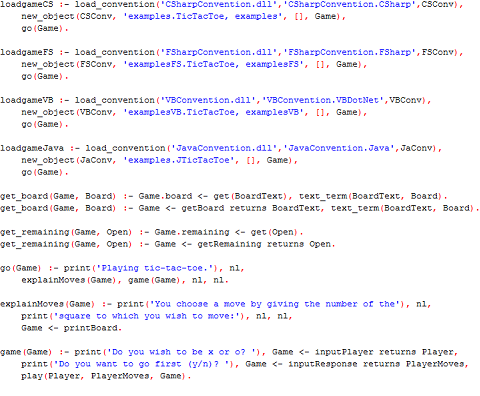 loadgameCS :- load_convention('CSharpConvention.dll','CSharpConvention.CSharp',CSConv),
new_object(CSConv, 'examples.TicTacToe, examples', [], Game),
go(Game).
loadgameFS :- load_convention('FSharpConvention.dll','FSharpConvention.FSharp',FSConv),
new_object(FSConv, 'examplesFS.TicTacToe, examplesFS', [], Game),
go(Game).
loadgameVB :- load_convention('VBConvention.dll','VBConvention.VBDotNet',VBConv),
new_object(VBConv, 'examplesVB.TicTacToe, examplesVB', [], Game),
go(Game).
loadgameJava :- load_convention('JavaConvention.dll','JavaConvention.Java',JaConv),
new_object(JaConv, 'examples.JTicTacToe', [], Game),
go(Game).
get_board(Game, Board) :- Game.board <- get(BoardText), text_term(BoardText, Board).
get_board(Game, Board) :- Game <- getBoard returns BoardText, text_term(BoardText, Board).
get_remaining(Game, Open) :- Game.remaining <- get(Open).
get_remaining(Game, Open) :- Game <- getRemaining returns Open.
go(Game) :- print('Playing tic-tac-toe.'), nl,
explainMoves(Game), game(Game), nl, nl.
explainMoves(Game) :- print('You choose a move by giving the number of the'), nl,
print('square to which you wish to move:'), nl, nl,
Game <- printBoard.
game(Game) :- print('Do you wish to be x or o? '), Game <- inputPlayer returns Player,
print('Do you want to go first (y/n)? '), Game <- inputResponse returns PlayerMoves,
play(Player, PlayerMoves, Game).